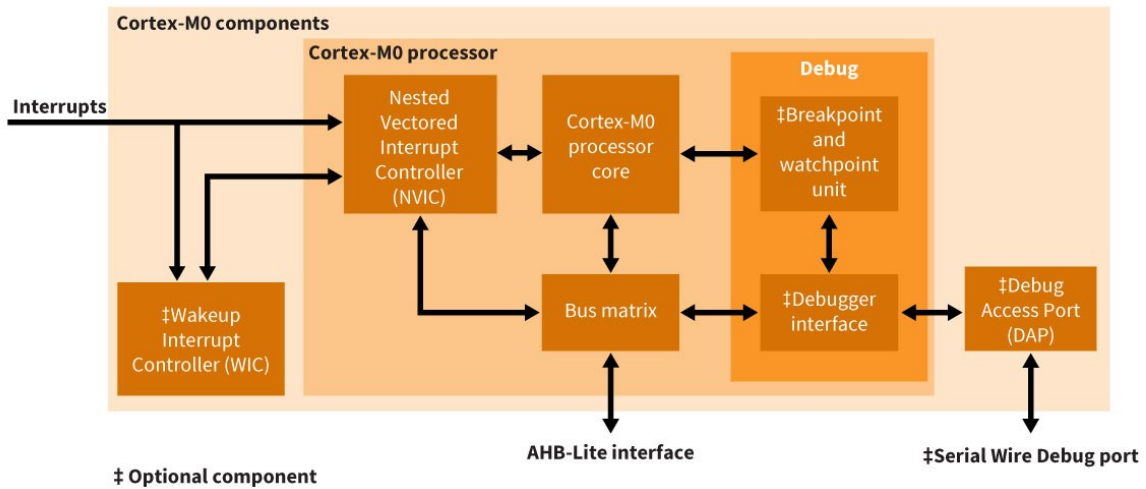 Cortex-M0 components
Cortex-M0 processor
Debug
Interrupts
Nested
Vectored
Interrupt
Controller
(NVIC)
Cortex-M0
processor
core
‡Breakpoint
and
watchpoint
unit
‡Wakeup
Interrupt
Controller (WIC)
Bus matrix
‡Debugger
interface
‡Debug
Access Port
(DAP)
AHB-Lite interface
‡Serial Wire Debug port
‡ Optional component